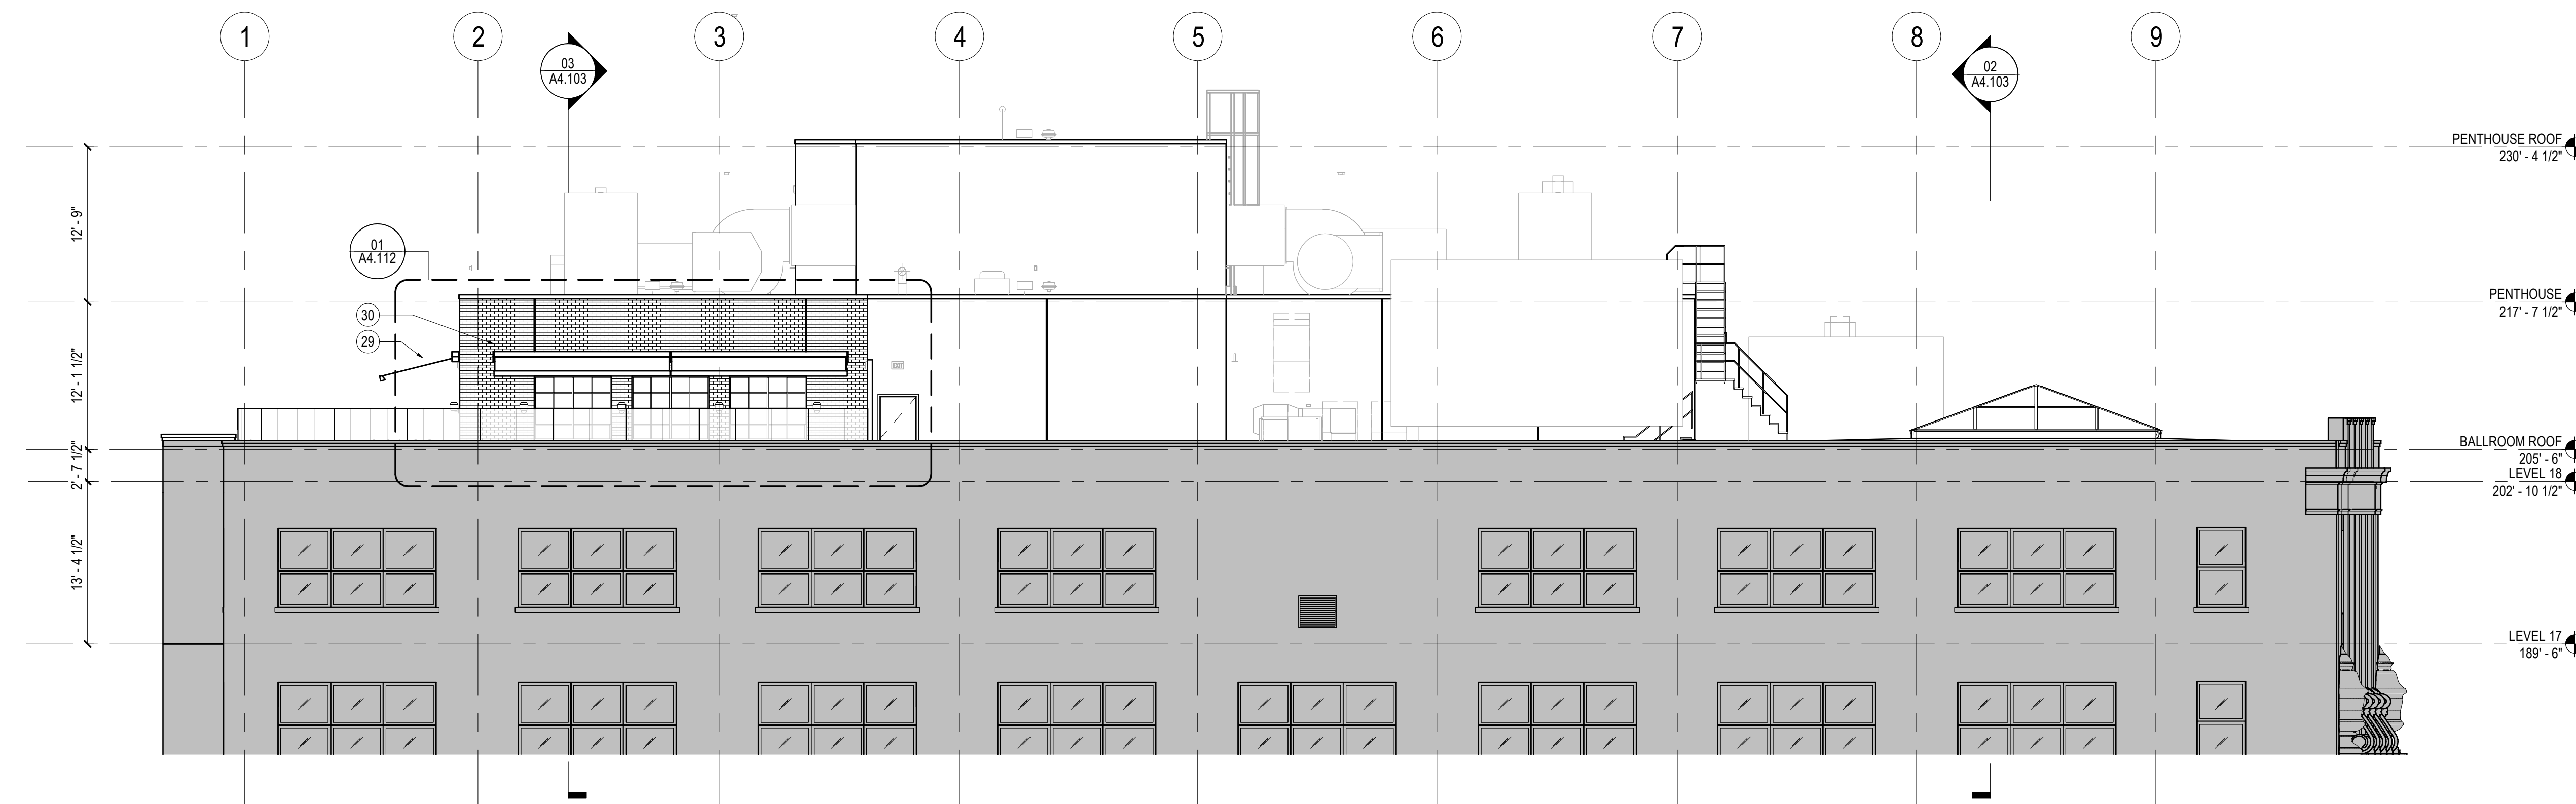 1
2
3
4
5
6
7
8
9
03
A4.103
02
A4.103
PENTHOUSE ROOF
230' - 4 1/2"
12' - 9"
01
A4.112
PENTHOUSE
217' - 7 1/2"
30
29
12' - 1 1/2"
EXIT
BALLROOM ROOF
205' - 6"
2' - 7 1/2"
LEVEL 18
202' - 10 1/2"
13' - 4 1/2"
LEVEL 17
189' - 6"